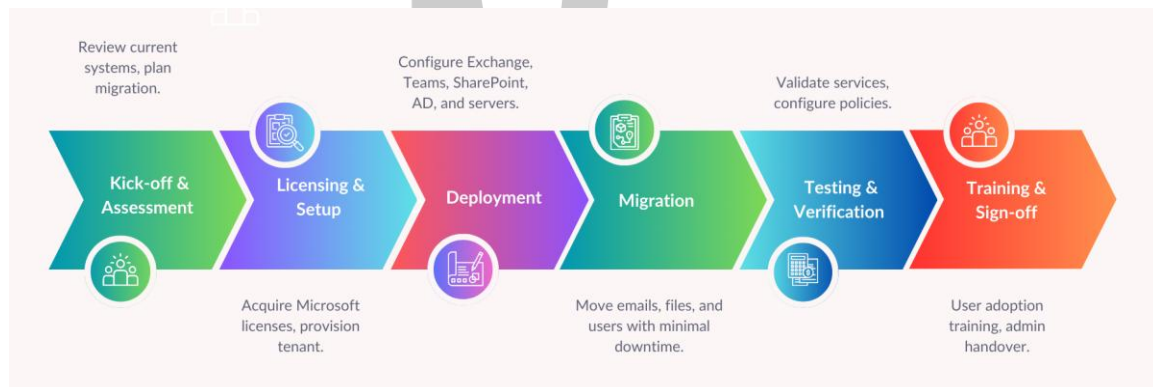 Review current
systems, plan
migration.
Configure Exchange,
Teams, SharePoint,
AD, and servers.
Validate services,
configure policies.
Kick-off &
Assessment
Licensing &
Setup
Deployment
Migration
Testing &
Verification
Training &
Sign-off
Acquire Microsoft
licenses, provision
tenant.
Move emails, files, and
users with minimal
downtime.
User adoption
training, admin
handover.